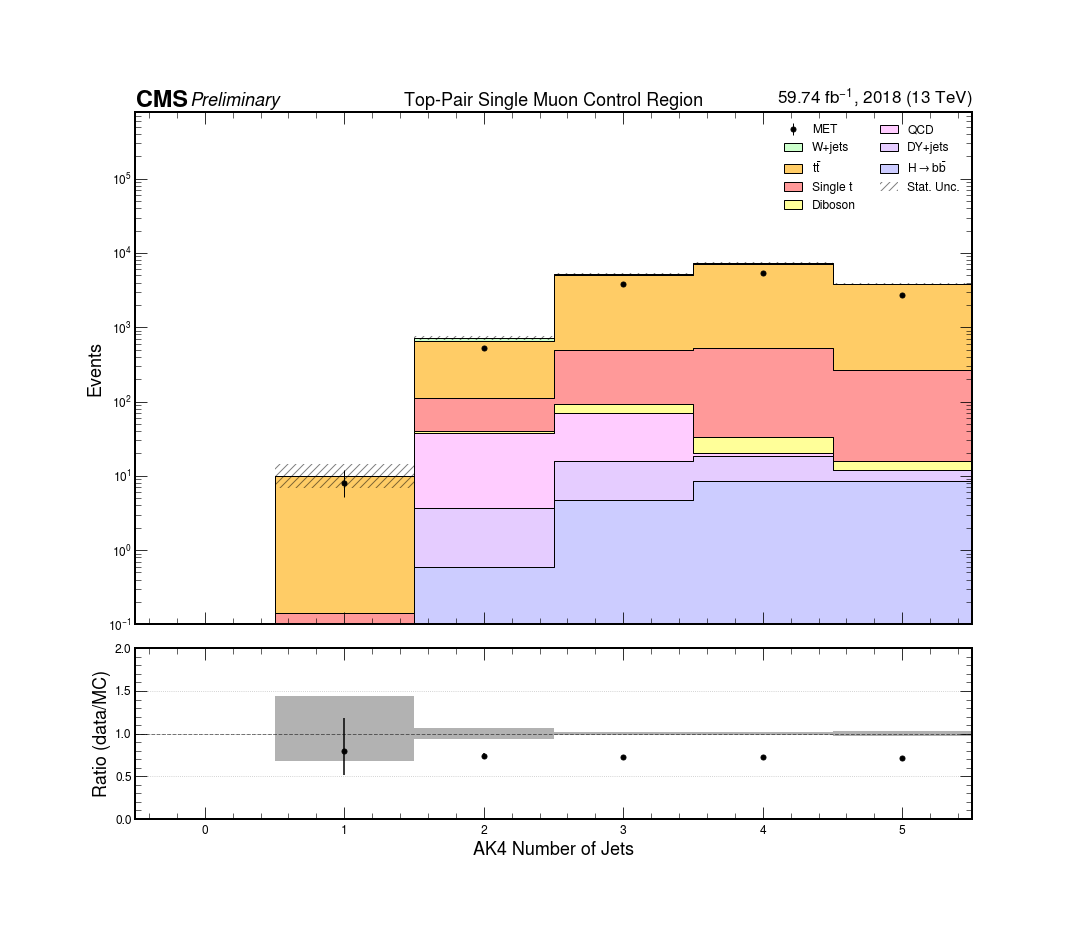 CMS Preliminary Top-Pair Single Muon Control Region 59.74 fb⁻¹, 2018 (13 TeV)
MET QCD
W+jets DY+jets
tt̄ H→bb̄
Single t Stat. Unc.
Diboson
10⁵
10⁴
10³
10²
10¹
10⁰
10⁻¹
Events
2.0
1.5
1.0
0.5
0.0
Ratio (data/MC)
0 1 2 3 4 5
AK4 Number of Jets